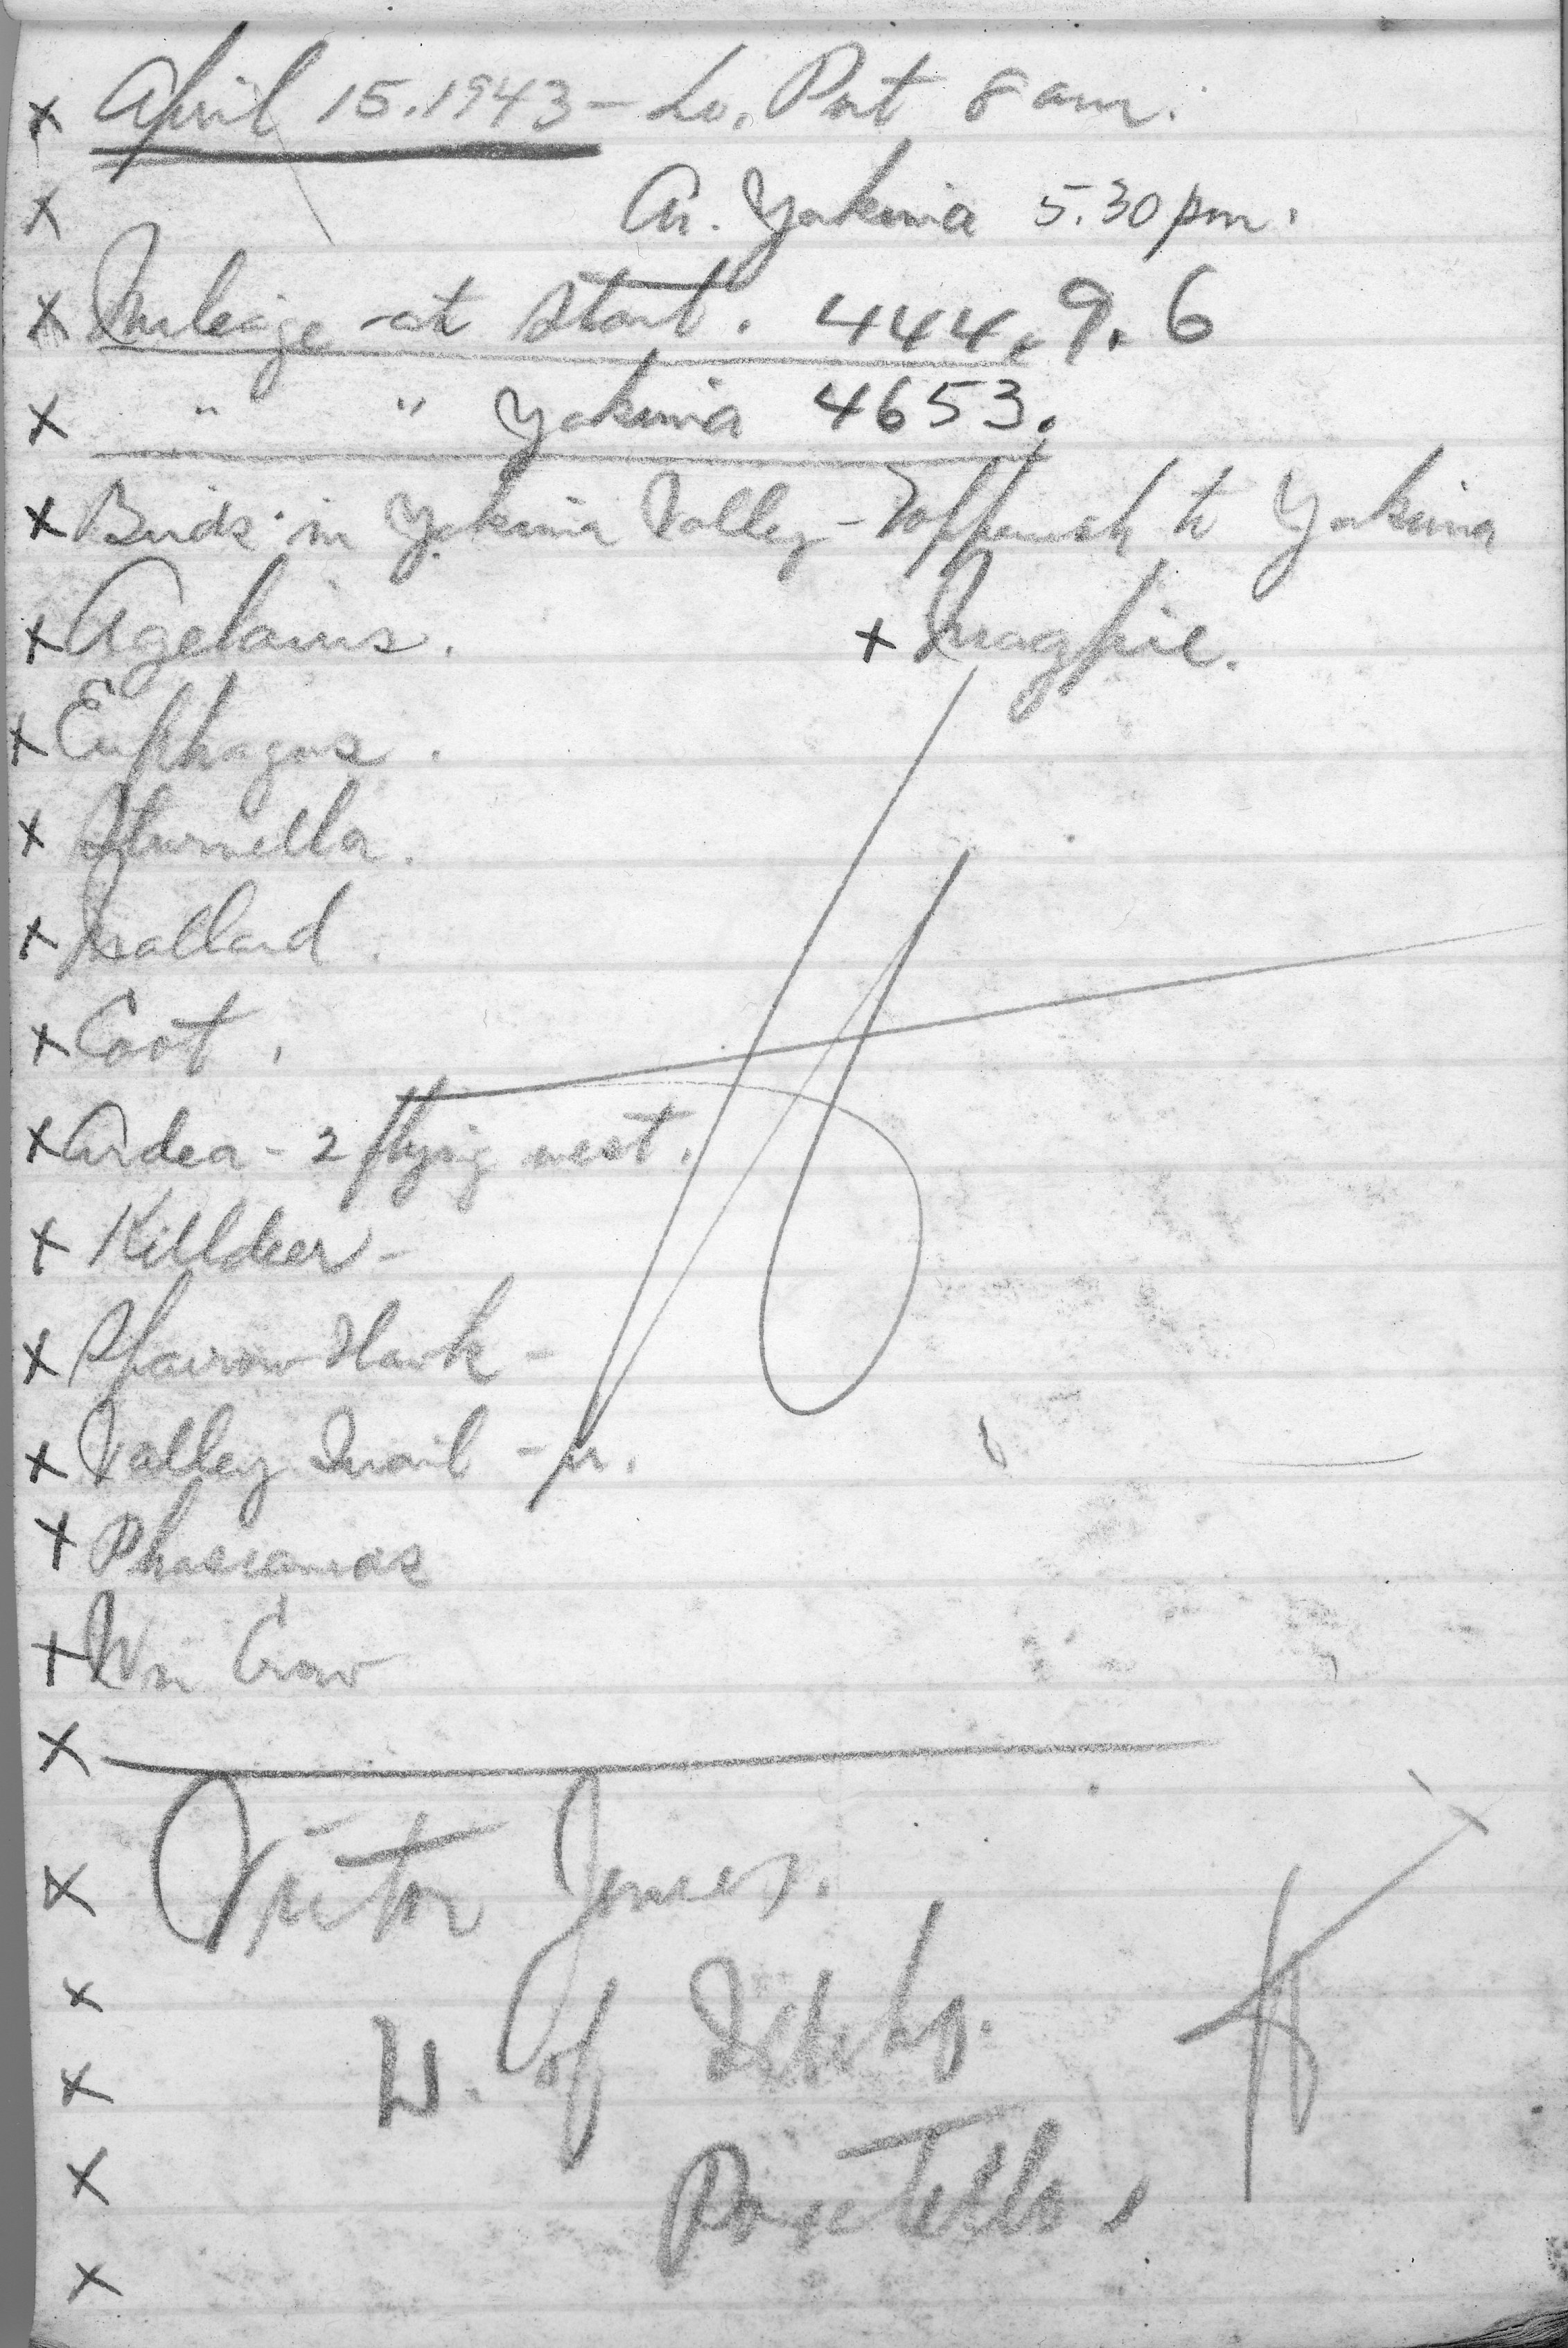 x April 15. 1943 - Lv. Port 8 am.
x Ar. Yakima 5.30 pm.
x Mileage at start. 444.9.6
x " " Yakima 4653.
x Birds in Yakima Valley - Toppenish to Yakima
x Agelaius. x Magpie.
x Euphagus.
x Sturnella.
x Mallard.
x Coot.
x Ardea - 2 flying west.
x Killdeer -
x Sparrow Hawk -
x Valley Quail - pr.
x Phasianus
x Wn Crow
x
x Victor Jones.
x U. of Idaho.
x
x Pocatello.
x